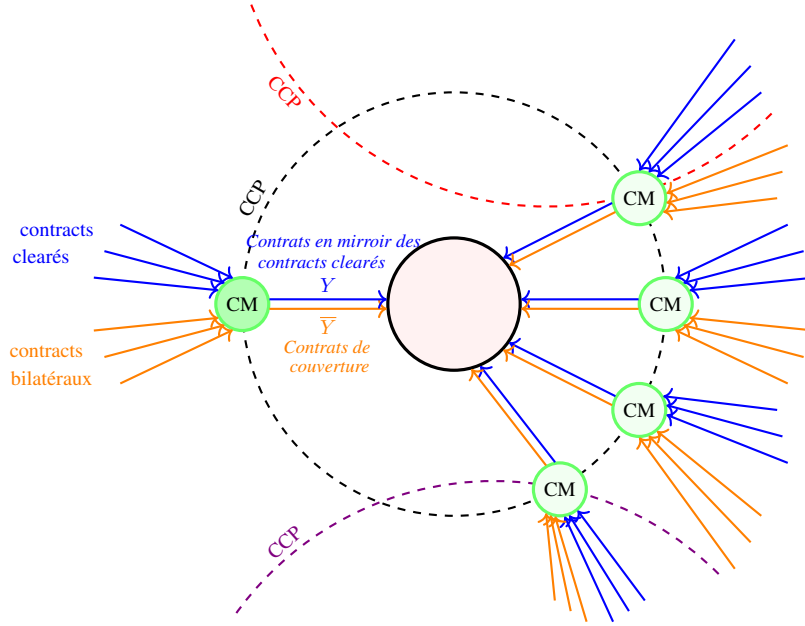 CCP
CCP
CM
contracts
clearés
Contrats en mirroir des
contracts clearés
CM
Y
CM
Y̅
Contrats de
couverture
contracts
bilatéraux
CM
CM
CCP